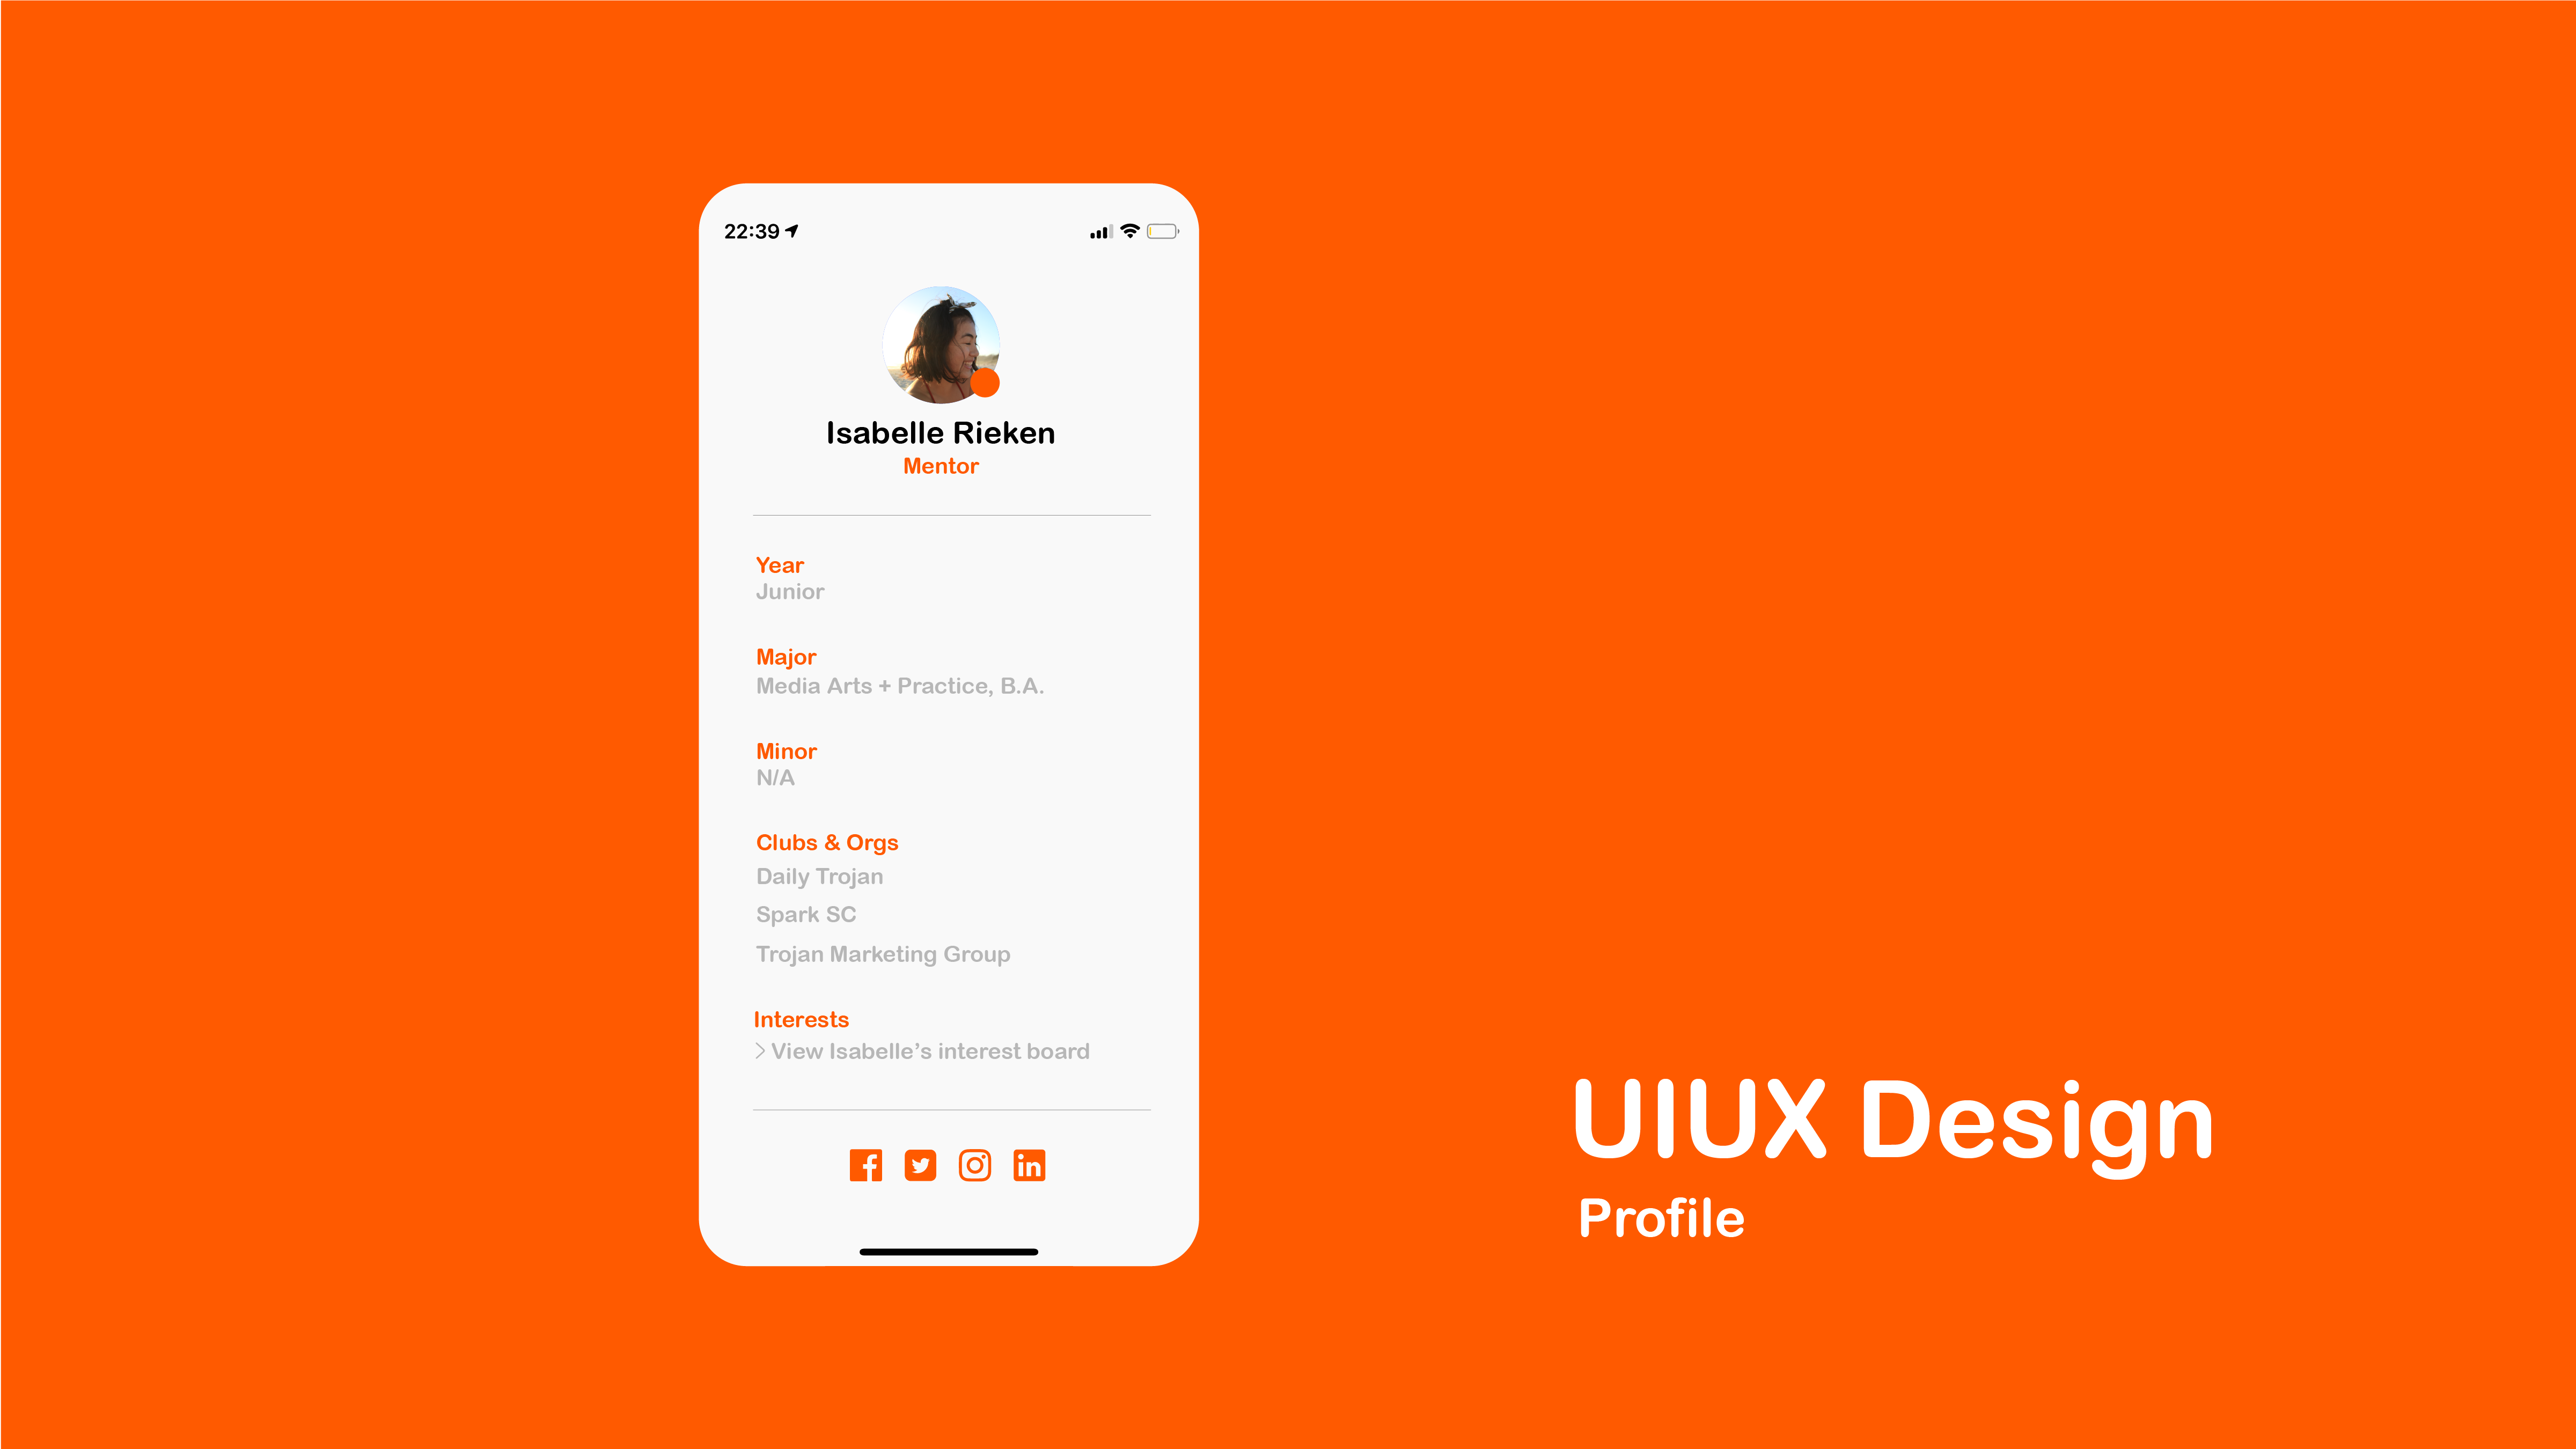 22:39
Isabelle Rieken
Mentor
Year
Junior
Major
Media Arts + Practice, B.A.
Minor
N/A
Clubs & Orgs
Daily Trojan
Spark SC
Trojan Marketing Group
Interests
> View Isabelle’s interest board
UIUX Design
Profile